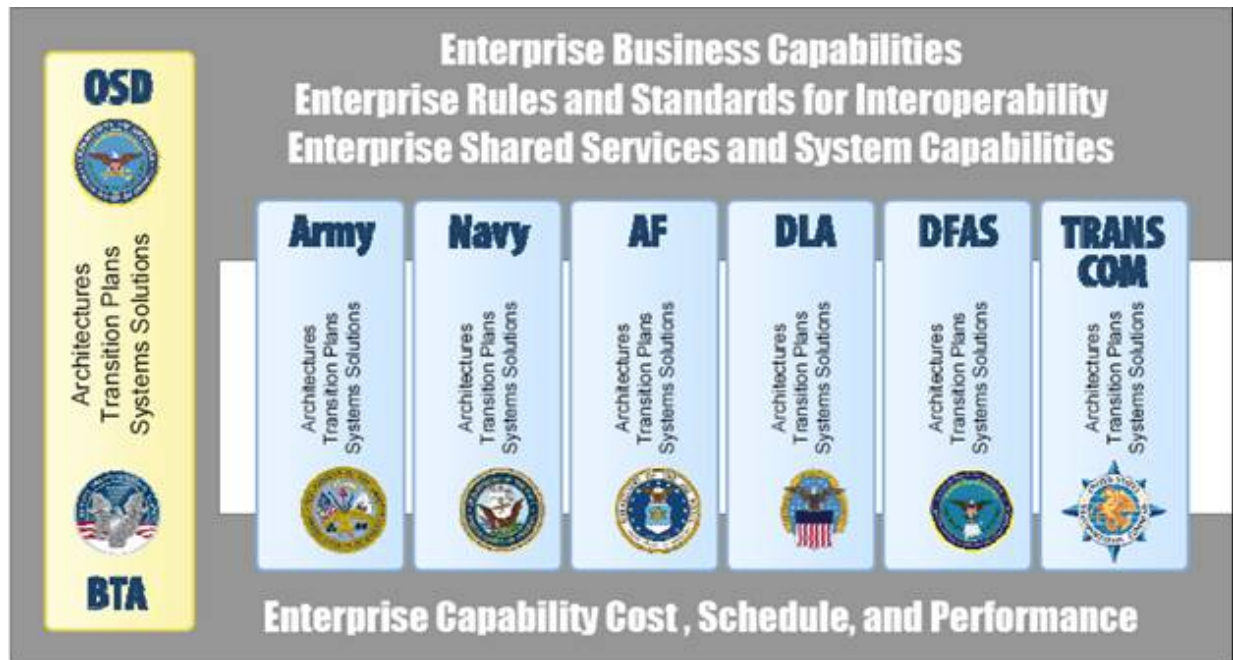 OSD
Architectures
Transition Plans
Systems Solutions
BTA
Enterprise Business Capabilities
Enterprise Rules and Standards for Interoperability
Enterprise Shared Services and System Capabilities
Army
Architectures
Transition Plans
Systems Solutions
Navy
Architectures
Transition Plans
Systems Solutions
AF
Architectures
Transition Plans
Systems Solutions
DLA
Architectures
Transition Plans
Systems Solutions
DFAS
Architectures
Transition Plans
Systems Solutions
TRANS
COM
Architectures
Transition Plans
Systems Solutions
Enterprise Capability Cost , Schedule, and Performance